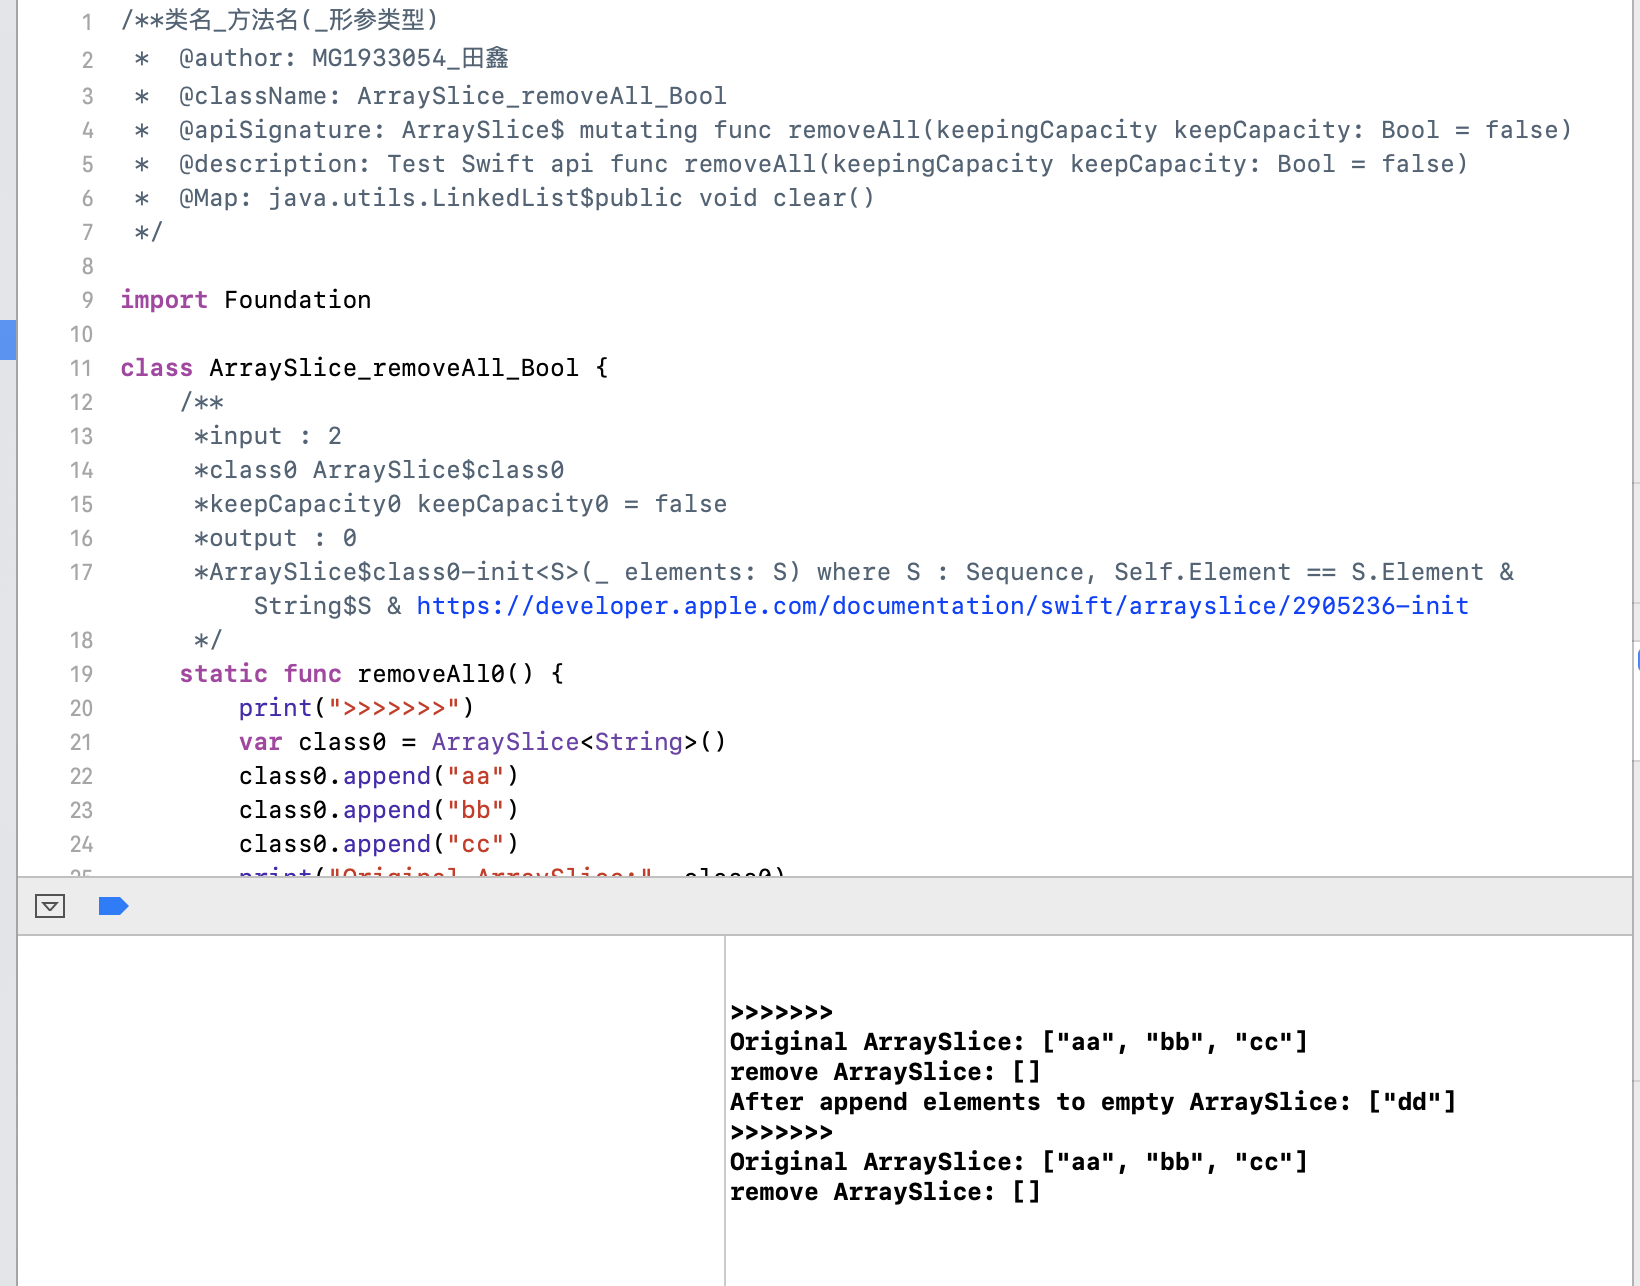 1 /**类名_方法名(_形参类型)
2 * @author: MG1933054_田鑫
3 * @className: ArraySlice_removeAll_Bool
4 * @apiSignature: ArraySlice$ mutating func removeAll(keepingCapacity keepCapacity: Bool = false)
5 * @description: Test Swift api func removeAll(keepingCapacity keepCapacity: Bool = false)
6 * @Map: java.utils.LinkedList$public void clear()
7 */
8
9 import Foundation
10
11 class ArraySlice_removeAll_Bool {
12 /**
13 *input : 2
14 *class0 ArraySlice$class0
15 *keepCapacity0 keepCapacity0 = false
16 *output : 0
17 *ArraySlice$class0-init<S>(_ elements: S) where S : Sequence, Self.Element == S.Element &
String$S & https://developer.apple.com/documentation/swift/arrayslice/2905236-init
18 */
19 static func removeAll0() {
20 print(">>>>>>>")
21 var class0 = ArraySlice<String>()
22 class0.append("aa")
23 class0.append("bb")
24 class0.append("cc")
25 print("Original ArraySlice:", class0)
>>>>>>>
Original ArraySlice: ["aa", "bb", "cc"]
remove ArraySlice: []
After append elements to empty ArraySlice: ["dd"]
>>>>>>>
Original ArraySlice: ["aa", "bb", "cc"]
remove ArraySlice: []